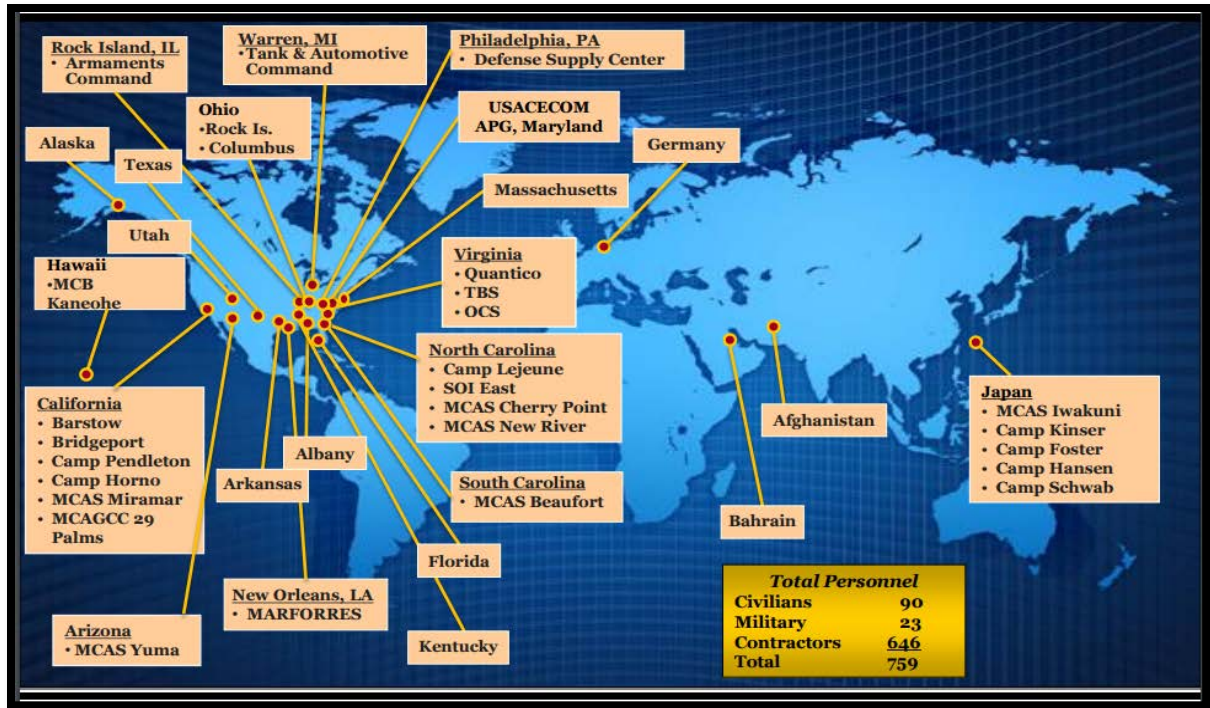 Rock Island, IL
• Armaments
Command
Warren, MI
•Tank & Automotive
Command
Philadelphia, PA
• Defense Supply Center
Ohio
•Rock Is.
• Columbus
USACECOM
APG, Maryland
Alaska
Texas
Germany
Massachusetts
Utah
Hawaii
•MCB
Kaneohe
Virginia
• Quantico
• TBS
• OCS
North Carolina
• Camp Lejeune
• SOI East
• MCAS Cherry Point
• MCAS New River
California
• Barstow
• Bridgeport
• Camp Pendleton
• Camp Horno
• MCAS Miramar
• MCAGCC 29
Palms
Albany
Arkansas
South Carolina
• MCAS Beaufort
Afghanistan
Japan
• MCAS Iwakuni
• Camp Kinser
• Camp Foster
• Camp Hansen
• Camp Schwab
Bahrain
Florida
New Orleans, LA
• MARFORRES
Arizona
• MCAS Yuma
Kentucky
Total Personnel
Civilians 90
Military 23
Contractors 646
Total 759